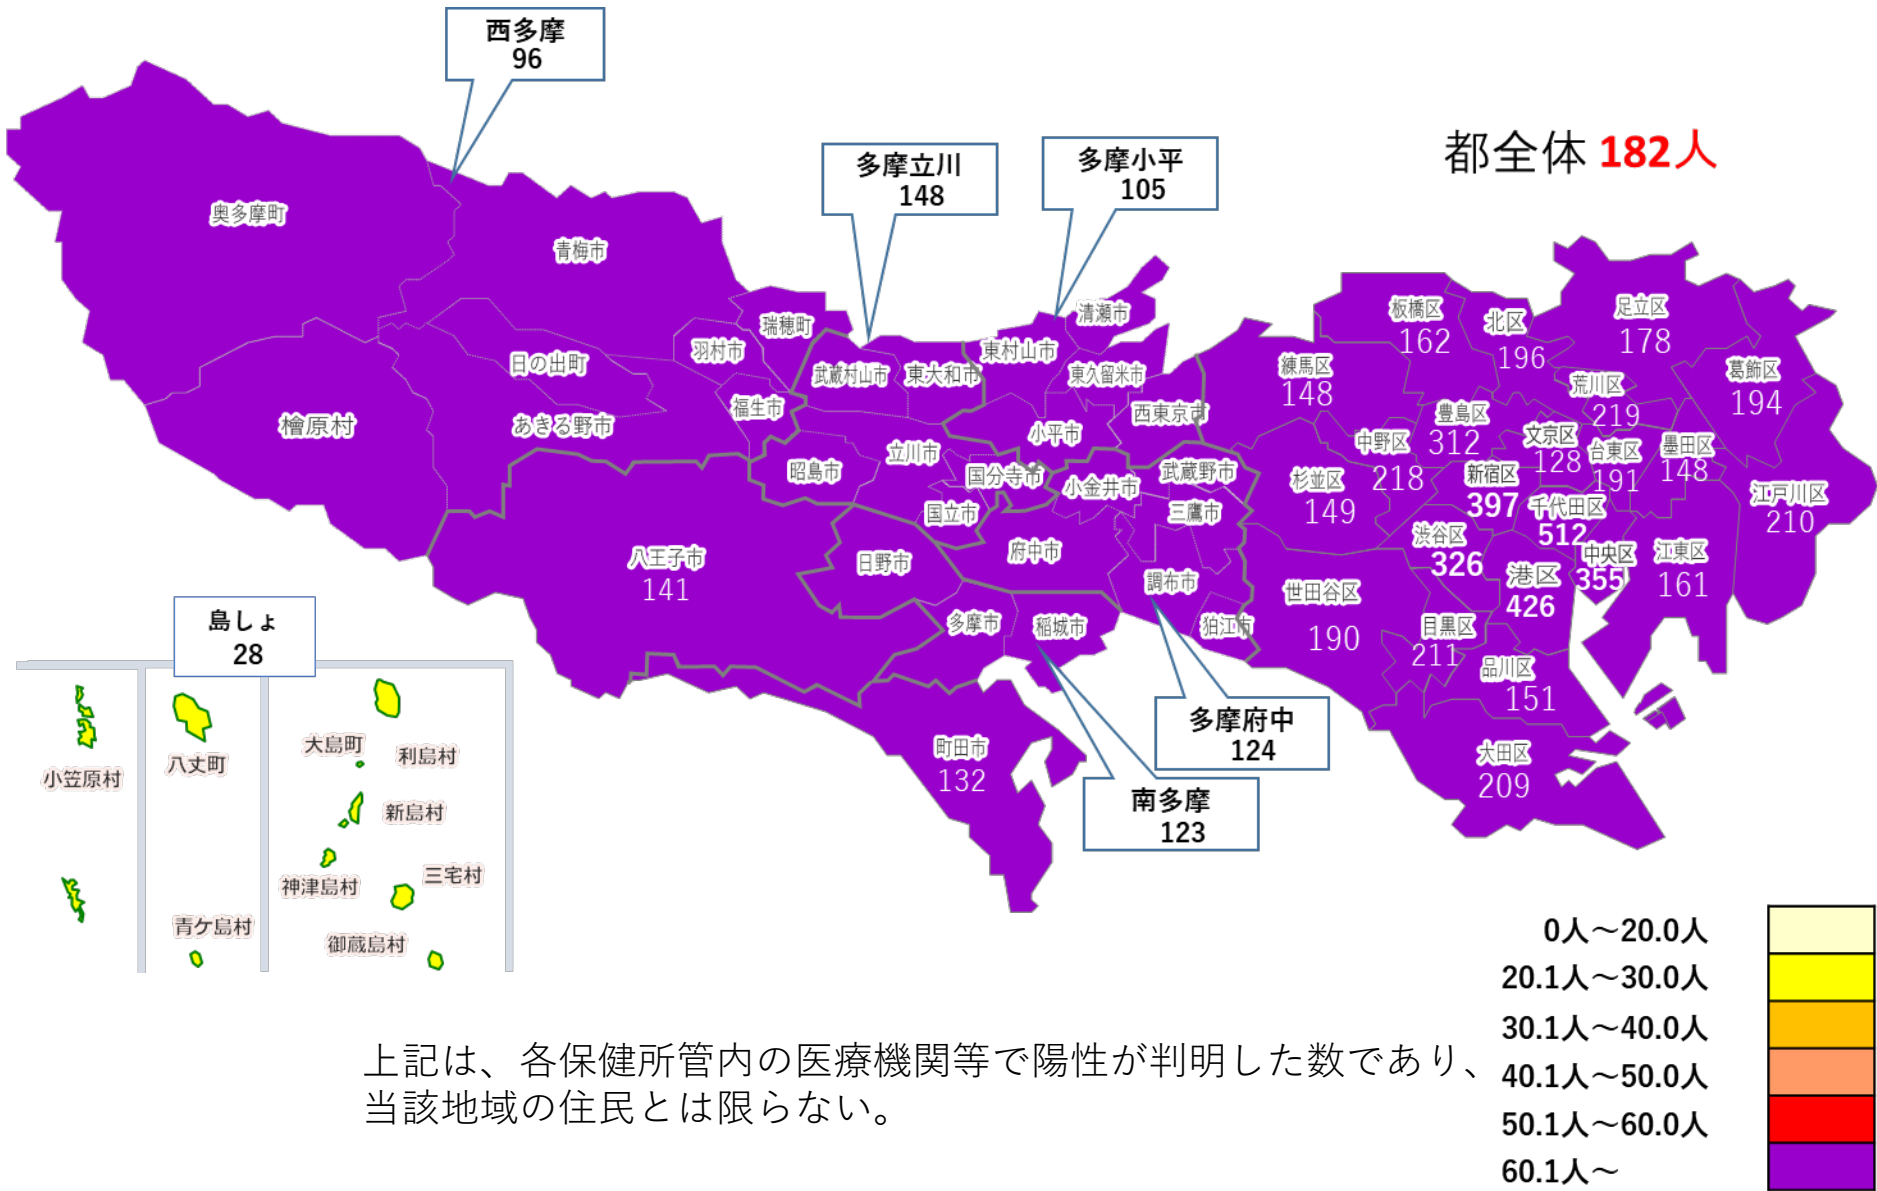 西多摩
96
多摩立川
148
多摩小平
105
都全体 182人
奥多摩町
青梅市
瑞穂町
羽村市
日の出町
福生市
あきる野市
檜原村
武蔵村山市
東大和市
東村山市
清瀬市
東久留米市
西東京市
小平市
立川市
昭島市
国分寺市
小金井市
武蔵野市
国立市
三鷹市
府中市
調布市
狛江市
日野市
多摩市
稲城市
八王子市
141
町田市
132
多摩府中
124
南多摩
123
板橋区
162
北区
196
足立区
178
葛飾区
194
練馬区
148
荒川区
219
豊島区
312
文京区
128
台東区
191
墨田区
148
中野区
218
杉並区
149
新宿区
397
千代田区
512
江戸川区
210
渋谷区
326
中央区
355
江東区
161
港区
426
世田谷区
190
目黒区
211
品川区
151
大田区
209
島しょ
28
小笠原村
八丈町
青ケ島村
大島町
利島村
新島村
神津島村
三宅村
御蔵島村
0人～20.0人
20.1人～30.0人
30.1人～40.0人
40.1人～50.0人
50.1人～60.0人
60.1人～
上記は、各保健所管内の医療機関等で陽性が判明した数であり、
当該地域の住民とは限らない。